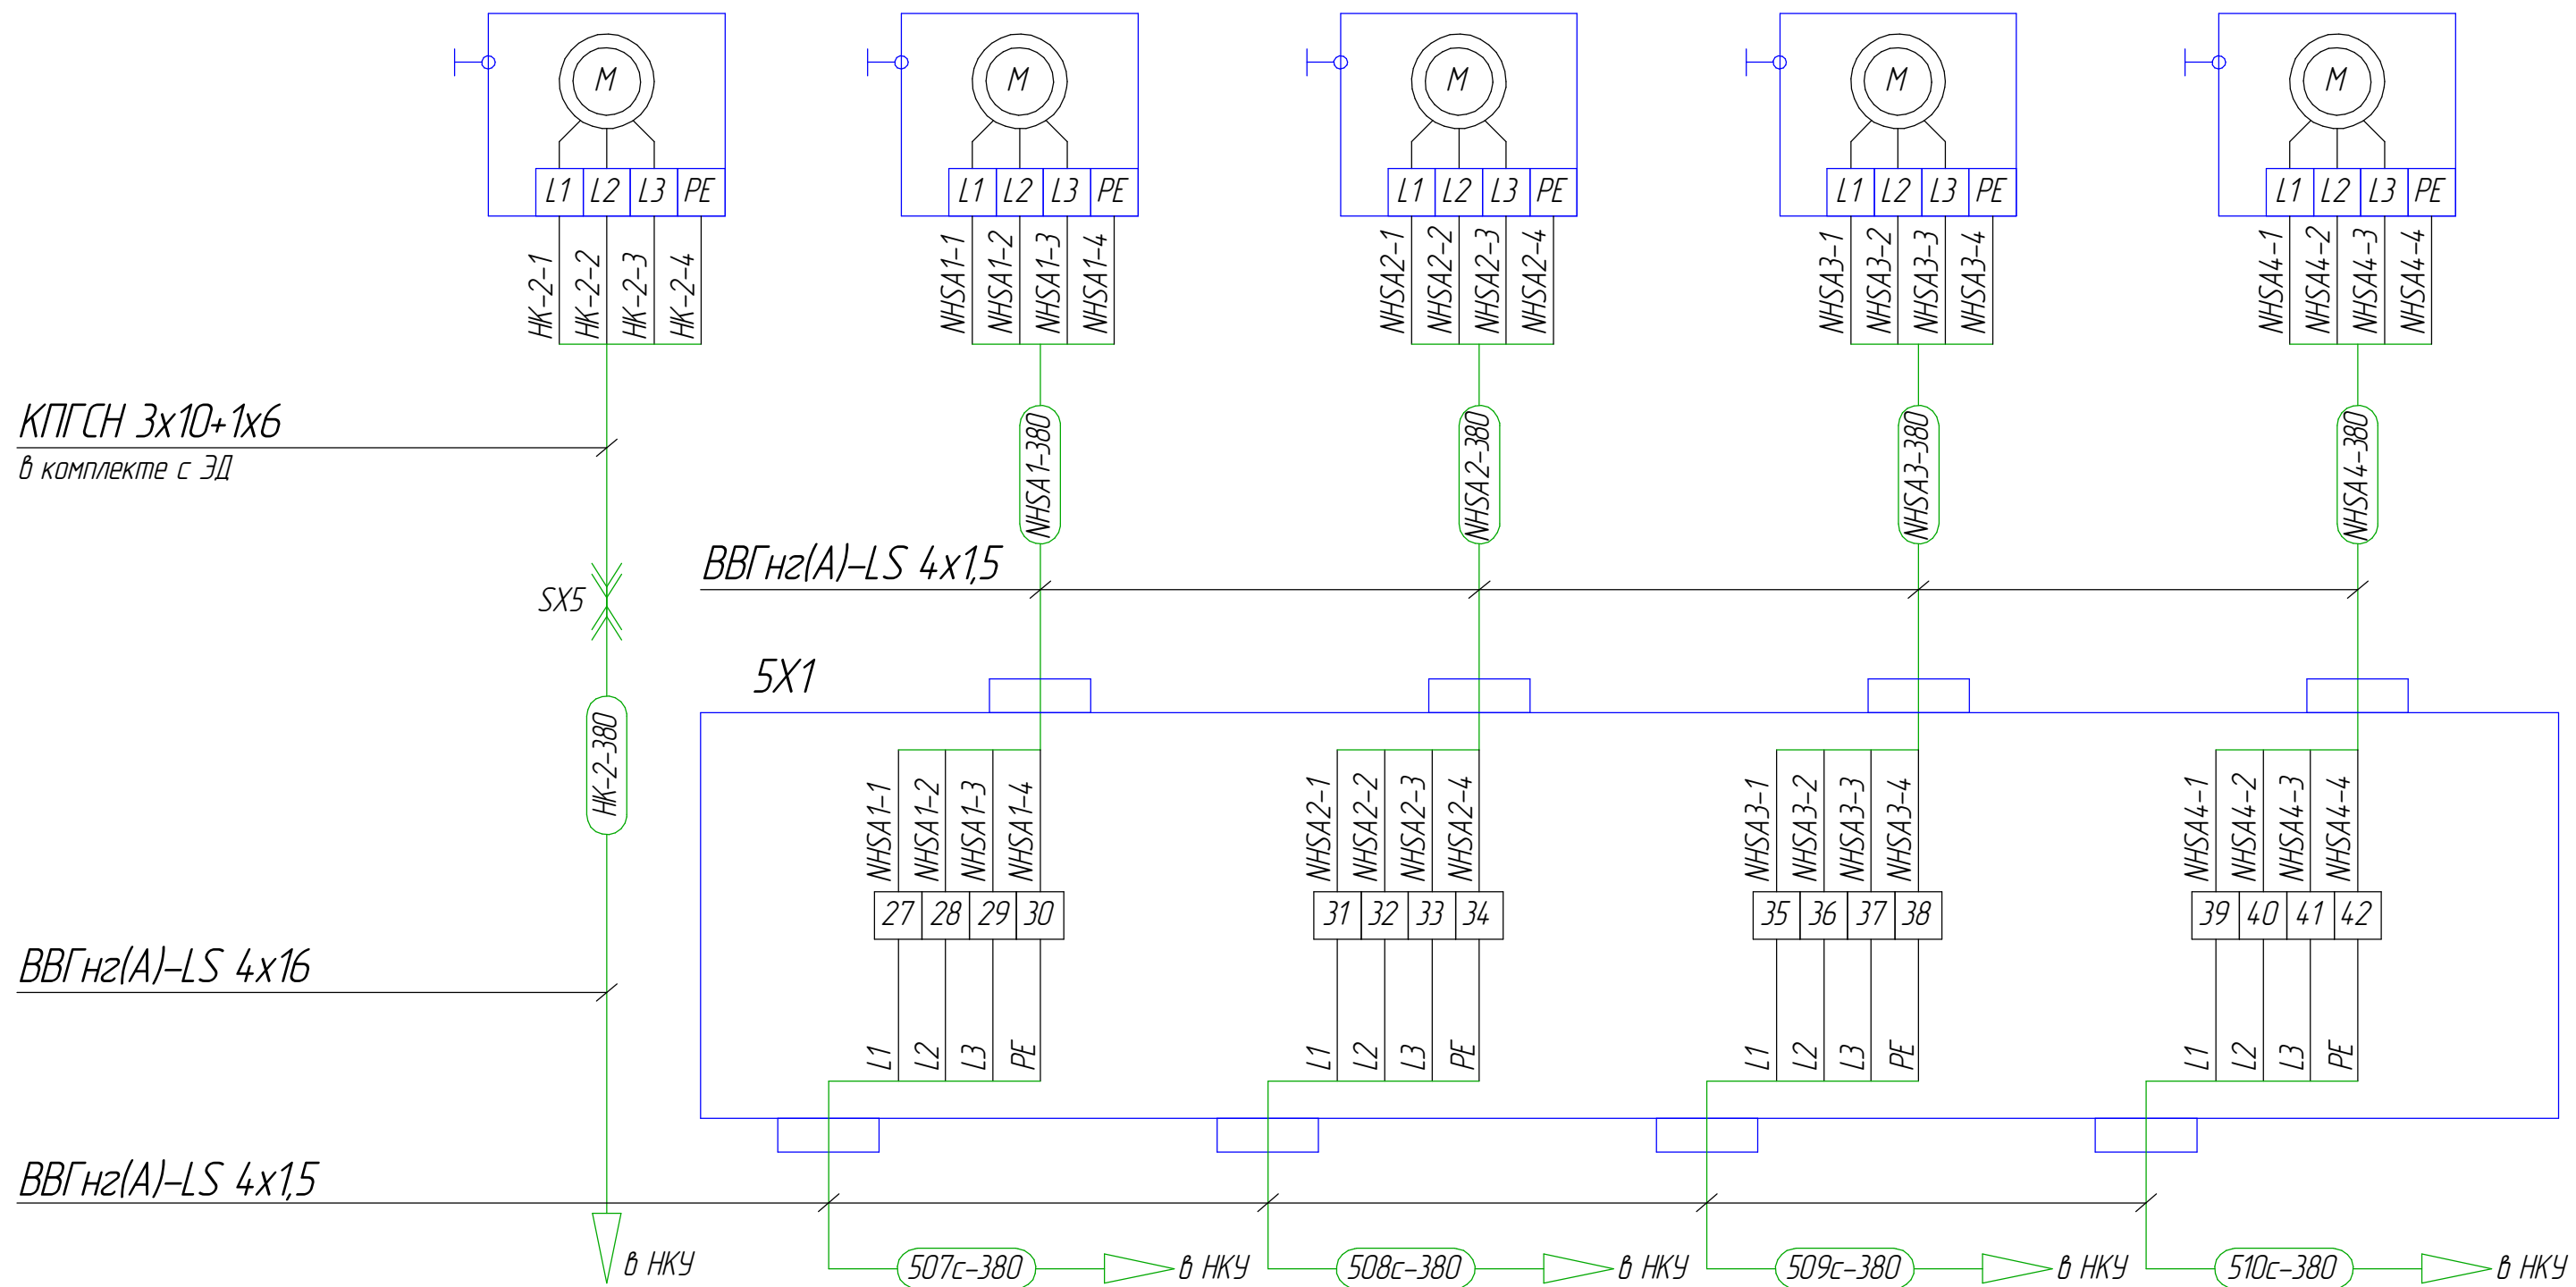 M M M M M
L1 L2 L3 PE L1 L2 L3 PE L1 L2 L3 PE L1 L2 L3 PE L1 L2 L3 PE
НК-2-1 НК-2-2 НК-2-3 НК-2-4 NHSA1-1 NHSA1-2 NHSA1-3 NHSA1-4 NHSA2-1 NHSA2-2 NHSA2-3 NHSA2-4 NHSA3-1 NHSA3-2 NHSA3-3 NHSA3-4 NHSA4-1 NHSA4-2 NHSA4-3 NHSA4-4
КПГСН 3х10+1х6
в комплекте с ЭД
NHSA1-380 NHSA2-380 NHSA3-380 NHSA4-380
ВВГнг(А)-LS 4х1,5
SX5
5X1
НК-2-380
NHSA1-1 NHSA1-2 NHSA1-3 NHSA1-4 NHSA2-1 NHSA2-2 NHSA2-3 NHSA2-4 NHSA3-1 NHSA3-2 NHSA3-3 NHSA3-4 NHSA4-1 NHSA4-2 NHSA4-3 NHSA4-4
27 28 29 30 31 32 33 34 35 36 37 38 39 40 41 42
ВВГнг(А)-LS 4х16
L1 L2 L3 PE L1 L2 L3 PE L1 L2 L3 PE L1 L2 L3 PE
ВВГнг(А)-LS 4х1,5
в НКУ 507с-380 в НКУ 508с-380 в НКУ 509с-380 в НКУ 510с-380 в НКУ